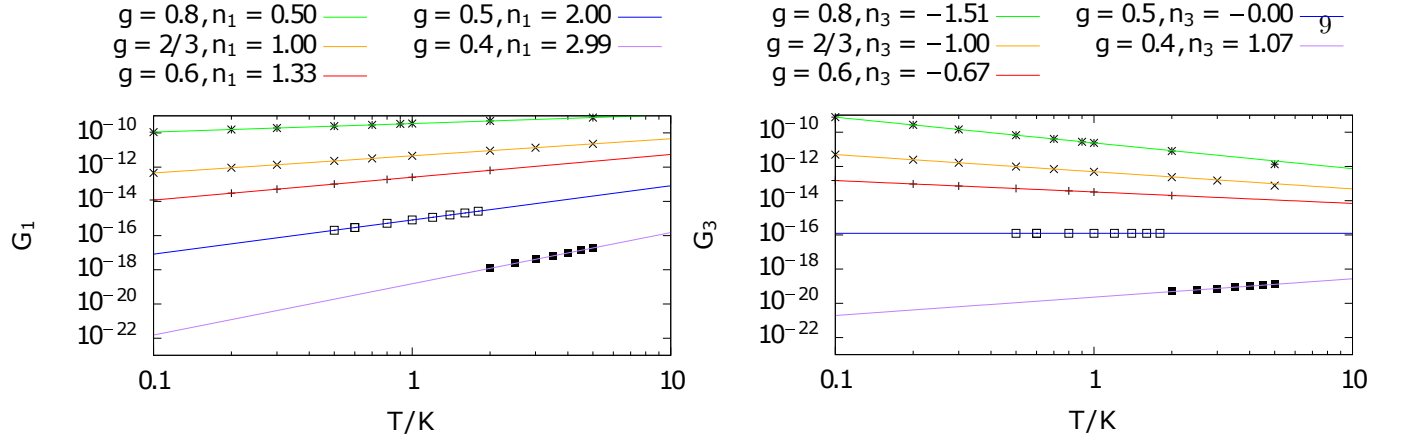 g = 0.8, n₁ = 0.50 g = 0.5, n₁ = 2.00
g = 2/3, n₁ = 1.00 g = 0.4, n₁ = 2.99
g = 0.6, n₁ = 1.33
10⁻¹⁰
10⁻¹²
10⁻¹⁴
10⁻¹⁶
10⁻¹⁸
10⁻²⁰
10⁻²²
G₁
0.1 1 10
T/K
g = 0.8, n₃ = −1.51 g = 0.5, n₃ = −0.00
9
g = 2/3, n₃ = −1.00 g = 0.4, n₃ = 1.07
g = 0.6, n₃ = −0.67
10⁻¹⁰
10⁻¹²
10⁻¹⁴
10⁻¹⁶
10⁻¹⁸
10⁻²⁰
10⁻²²
G₃
0.1 1 10
T/K